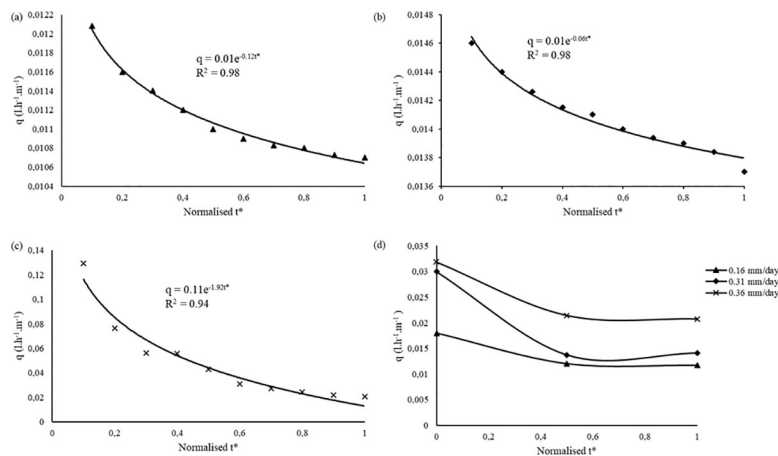 (a)
0,0122
0,012
0,0118
0,0116
0,0114
0,0112
0,011
0,0108
0,0106
0,0104
q (l.h⁻¹.m⁻¹)
q = 0.01e^-0.12t*
R² = 0.98
0
0,2
0,4
0,6
0,8
1
Normalised t*
(b)
0,0148
0,0146
0,0144
0,0142
0,014
0,0138
0,0136
q (l.h⁻¹.m⁻¹)
q = 0.01e^-0.06t*
R² = 0.98
0
0,2
0,4
0,6
0,8
1
Normalised t*
(c)
0,14
0,12
0,1
0,08
0,06
0,04
0,02
0
q (l.h⁻¹.m⁻¹)
q = 0.11e^-1.92t*
R² = 0.94
0
0,2
0,4
0,6
0,8
1
Normalised t*
(d)
0,035
0,03
0,025
0,02
0,015
0,01
0,005
0
q (l.h⁻¹.m⁻¹)
0
0,2
0,4
0,6
0,8
1
Normalised t*
0.16 mm/day
0.31 mm/day
0.36 mm/day